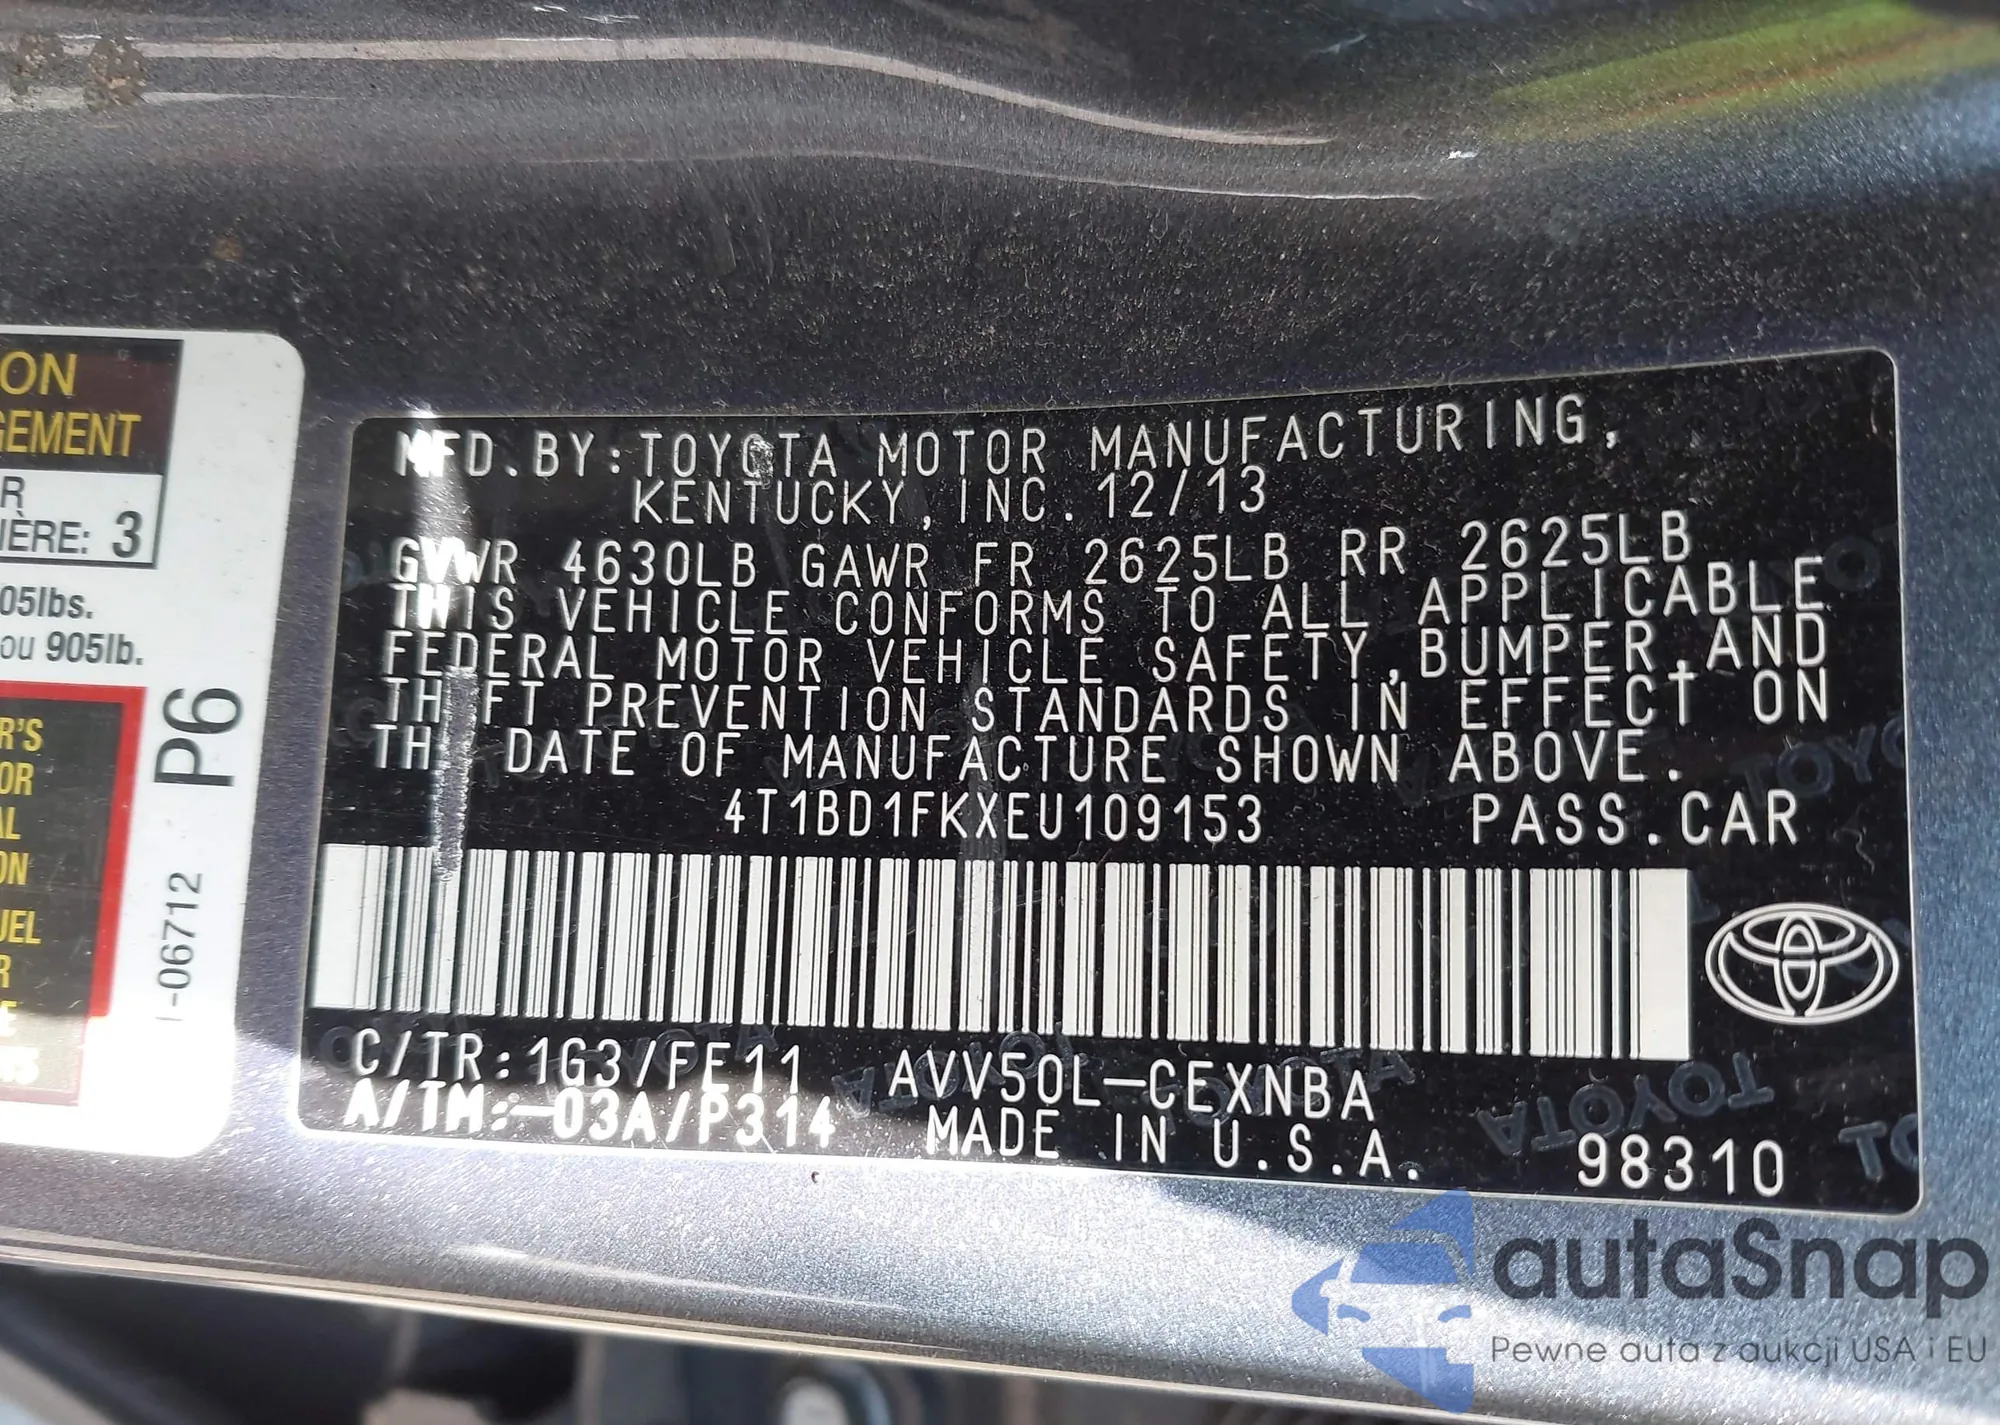 ON
GEMENT
R
IÈRE: 3
05lbs.
ou 905lb.
R'S
OR
AL
ON
UEL
R
E
P6
I-06712
MFD.BY:TOYOTA MOTOR MANUFACTURING,
KENTUCKY, INC. 12/13
GVWR 4630LB GAWR FR 2625LB RR 2625LB
THIS VEHICLE CONFORMS TO ALL APPLICABLE
FEDERAL MOTOR VEHICLE SAFETY,BUMPER,AND
THEFT PREVENTION STANDARDS IN EFFECT ON
THE DATE OF MANUFACTURE SHOWN ABOVE.
4T1BD1FKXEU109153 PASS.CAR
C/TR:1G3/FE11 AVV50L-CEXNBA
A/TM:-03A/P314 MADE IN U.S.A. 98310
TOYOTA
autaSnap
Pewne auta z aukcji USA i EU